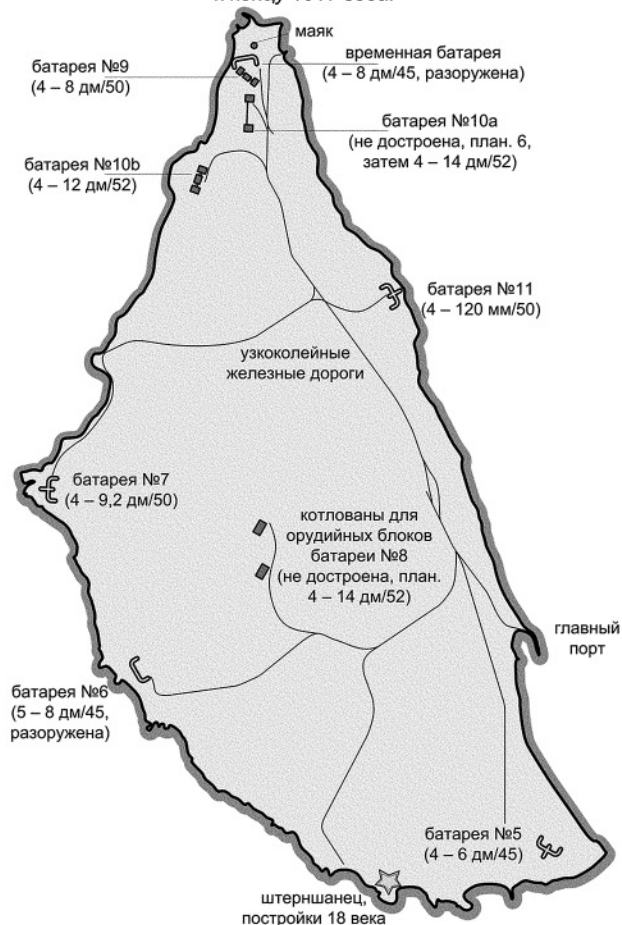 маяк
батарея №9
(4 – 8 дм/50)
временная батарея
(4 – 8 дм/45, разоружена)
батарея №10а
(не достроена, план. 6,
затем 4 – 14 дм/52)
батарея №10b
(4 – 12 дм/52)
батарея №11
(4 – 120 мм/50)
узкоколейные
железные дороги
батарея №7
(4 – 9,2 дм/50)
котлованы для
орудийных блоков
батареи №8
(не достроена, план.
4 – 14 дм/52)
главный
порт
батарея №6
(5 – 8 дм/45,
разоружена)
батарея №5
(4 – 6 дм/45)
штерншанец,
постройки 18 века